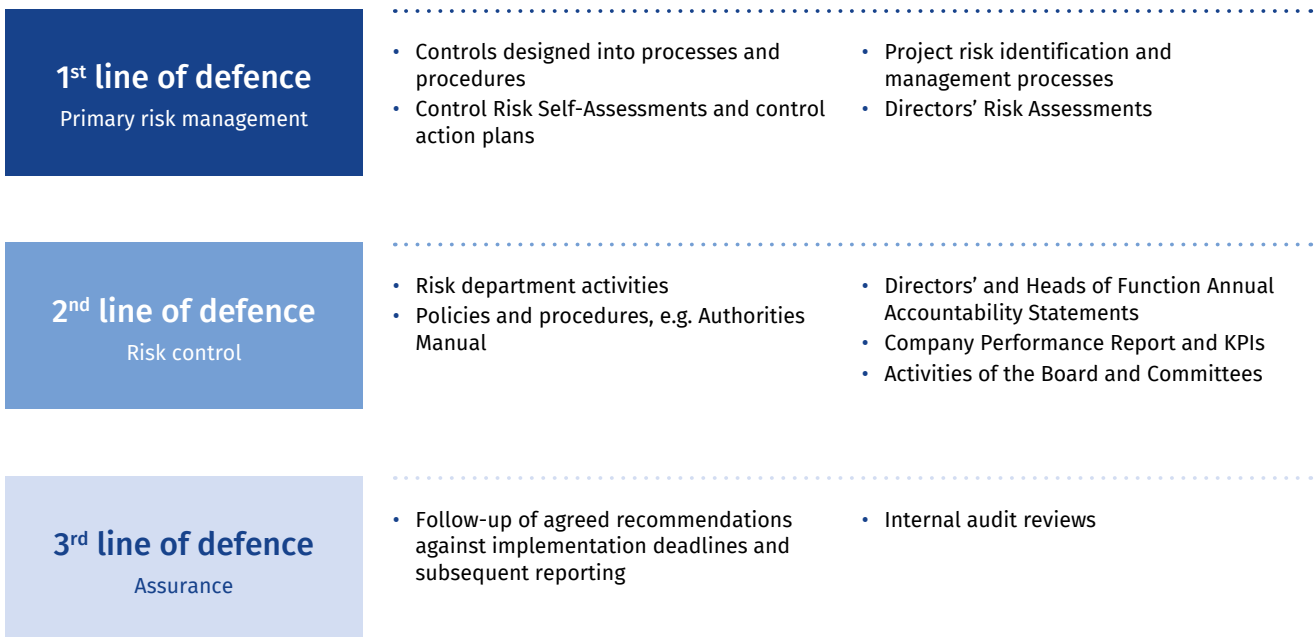 1st line of defence
Primary risk management
• Controls designed into processes and
procedures
• Control Risk Self-Assessments and control
action plans
• Project risk identification and
management processes
• Directors’ Risk Assessments
2nd line of defence
Risk control
• Risk department activities
• Policies and procedures, e.g. Authorities
Manual
• Directors’ and Heads of Function Annual
Accountability Statements
• Company Performance Report and KPIs
• Activities of the Board and Committees
3rd line of defence
Assurance
• Follow-up of agreed recommendations
against implementation deadlines and
subsequent reporting
• Internal audit reviews